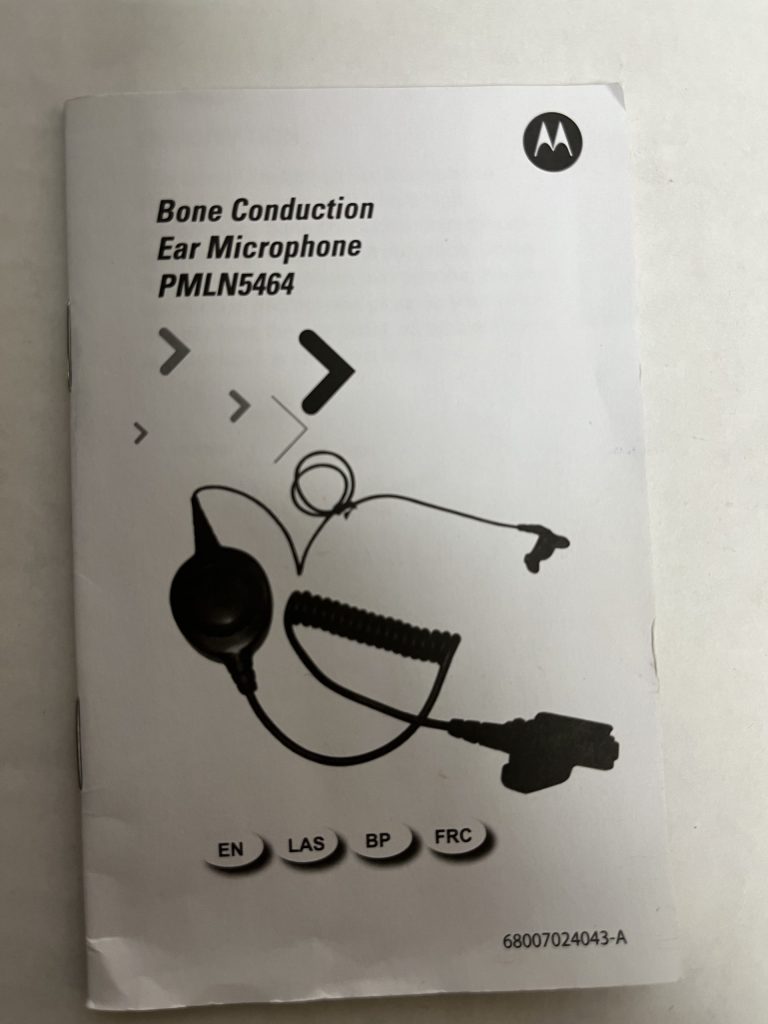 Bone Conduction
Ear Microphone
PMLN5464
EN LAS BP FRC
68007024043-A